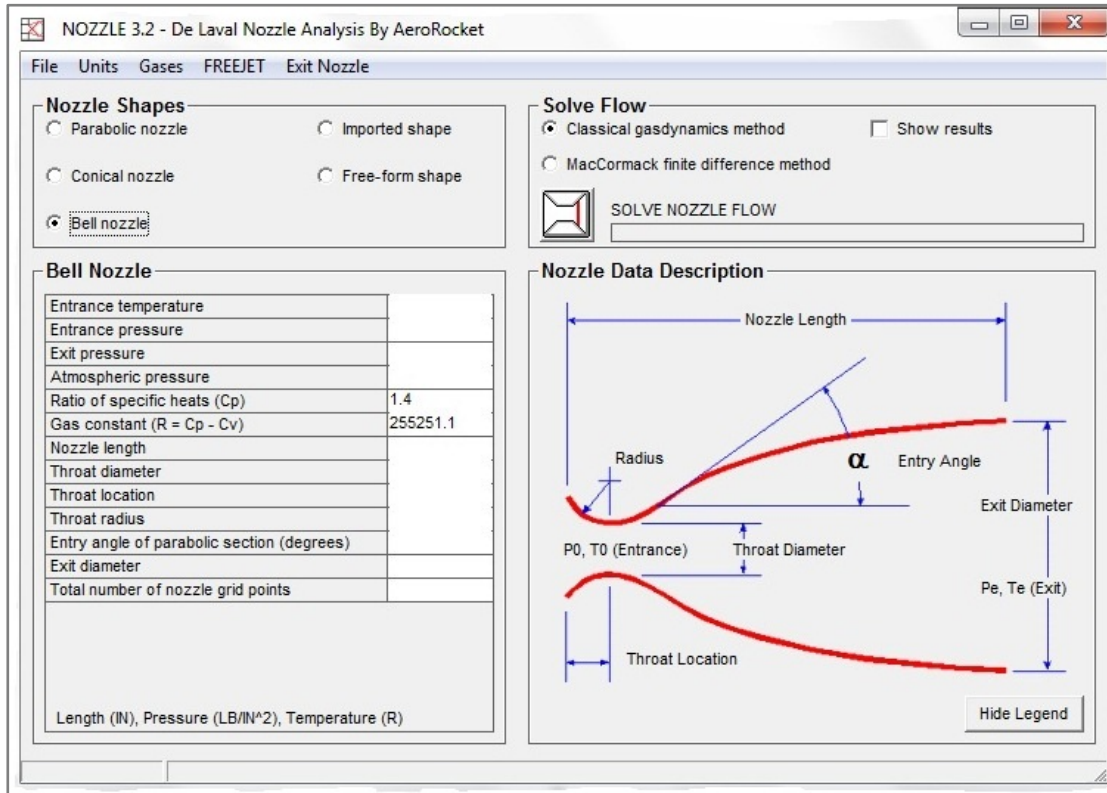 NOZZLE 3.2 - De Laval Nozzle Analysis By AeroRocket
File Units Gases FREEJET Exit Nozzle
Nozzle Shapes
Parabolic nozzle
Imported shape
Conical nozzle
Free-form shape
Bell nozzle
Solve Flow
Classical gasdynamics method
Show results
MacCormack finite difference method
SOLVE NOZZLE FLOW
Bell Nozzle
Entrance temperature
Entrance pressure
Exit pressure
Atmospheric pressure
Ratio of specific heats (Cp) 1.4
Gas constant (R = Cp - Cv) 255251.1
Nozzle length
Throat diameter
Throat location
Throat radius
Entry angle of parabolic section (degrees)
Exit diameter
Total number of nozzle grid points
Length (IN), Pressure (LB/IN^2), Temperature (R)
Nozzle Data Description
Nozzle Length
Radius
α
Entry Angle
Exit Diameter
P0, T0 (Entrance)
Throat Diameter
Pe, Te (Exit)
Throat Location
Hide Legend